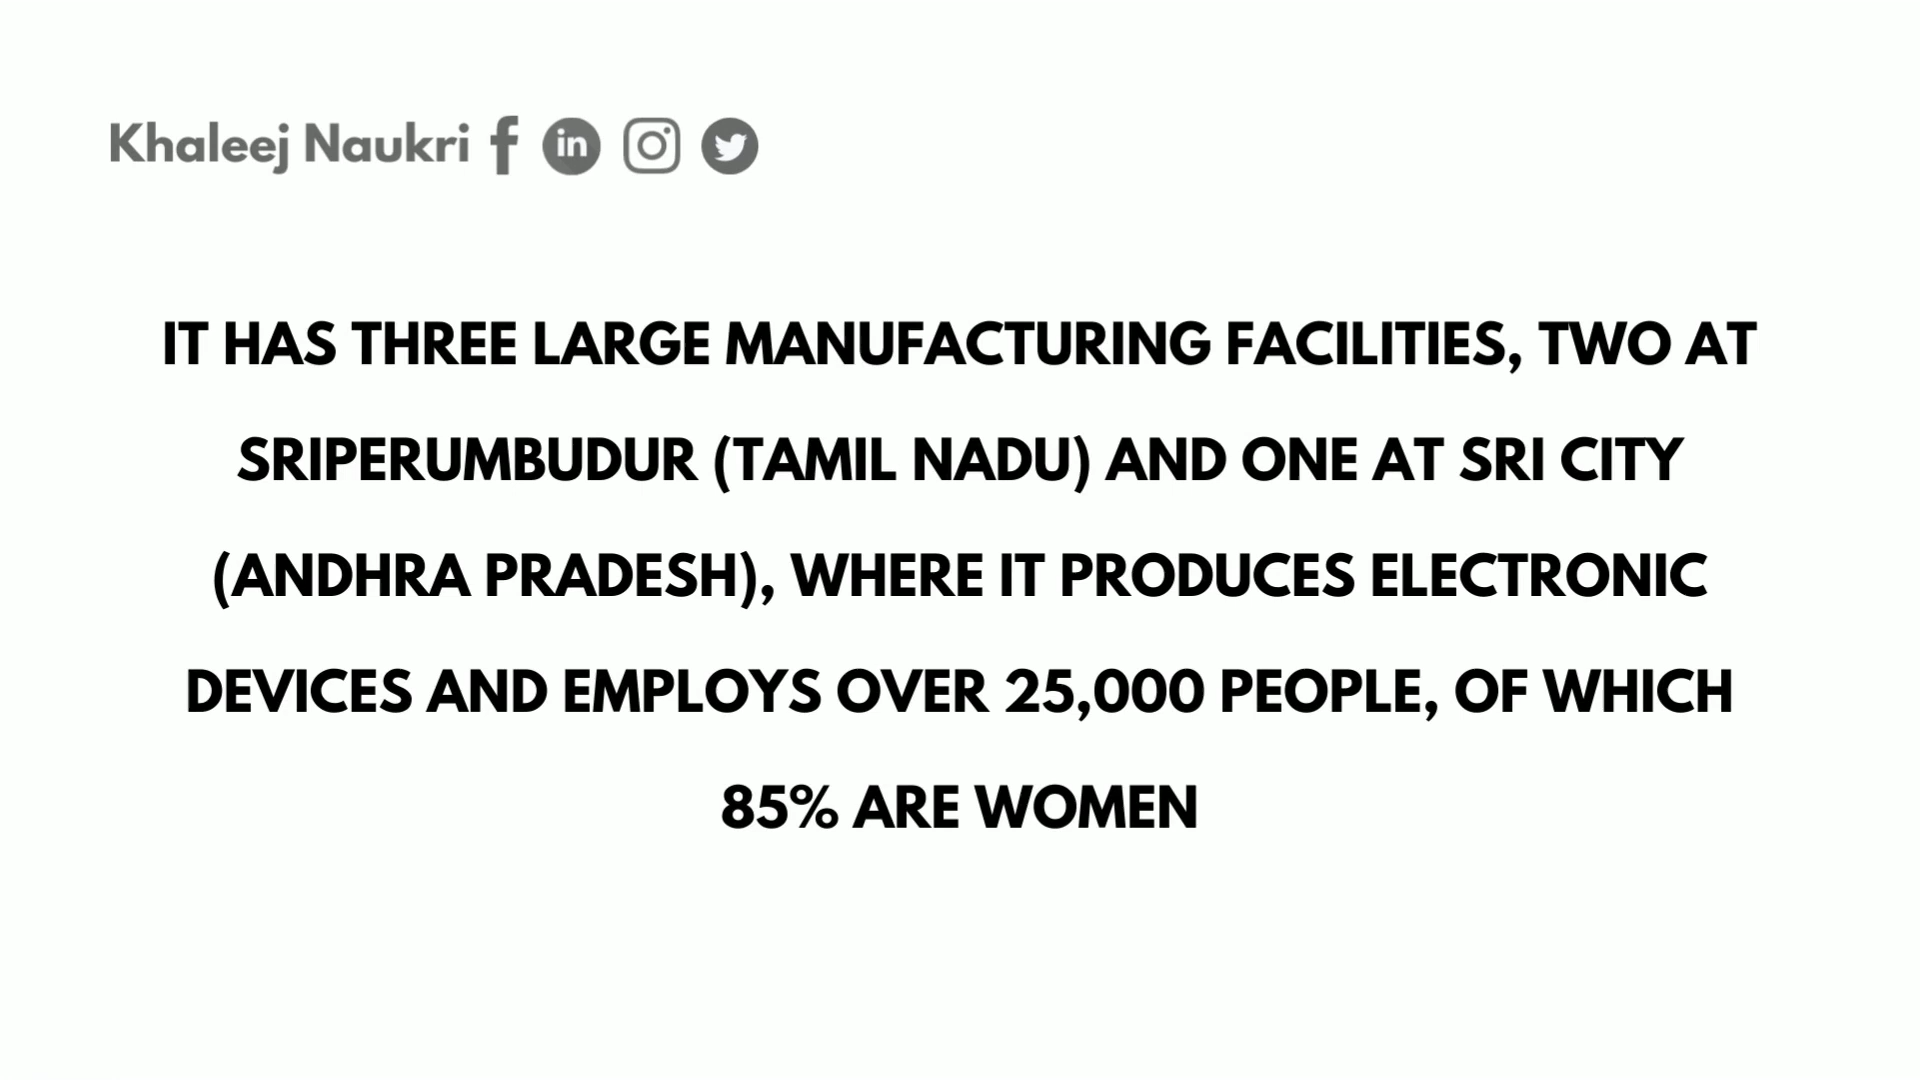 Khaleej Naukri
IT HAS THREE LARGE MANUFACTURING FACILITIES, TWO AT
SRIPERUMBUDUR (TAMIL NADU) AND ONE AT SRI CITY
(ANDHRA PRADESH), WHERE IT PRODUCES ELECTRONIC
DEVICES AND EMPLOYS OVER 25,000 PEOPLE, OF WHICH
85% ARE WOMEN